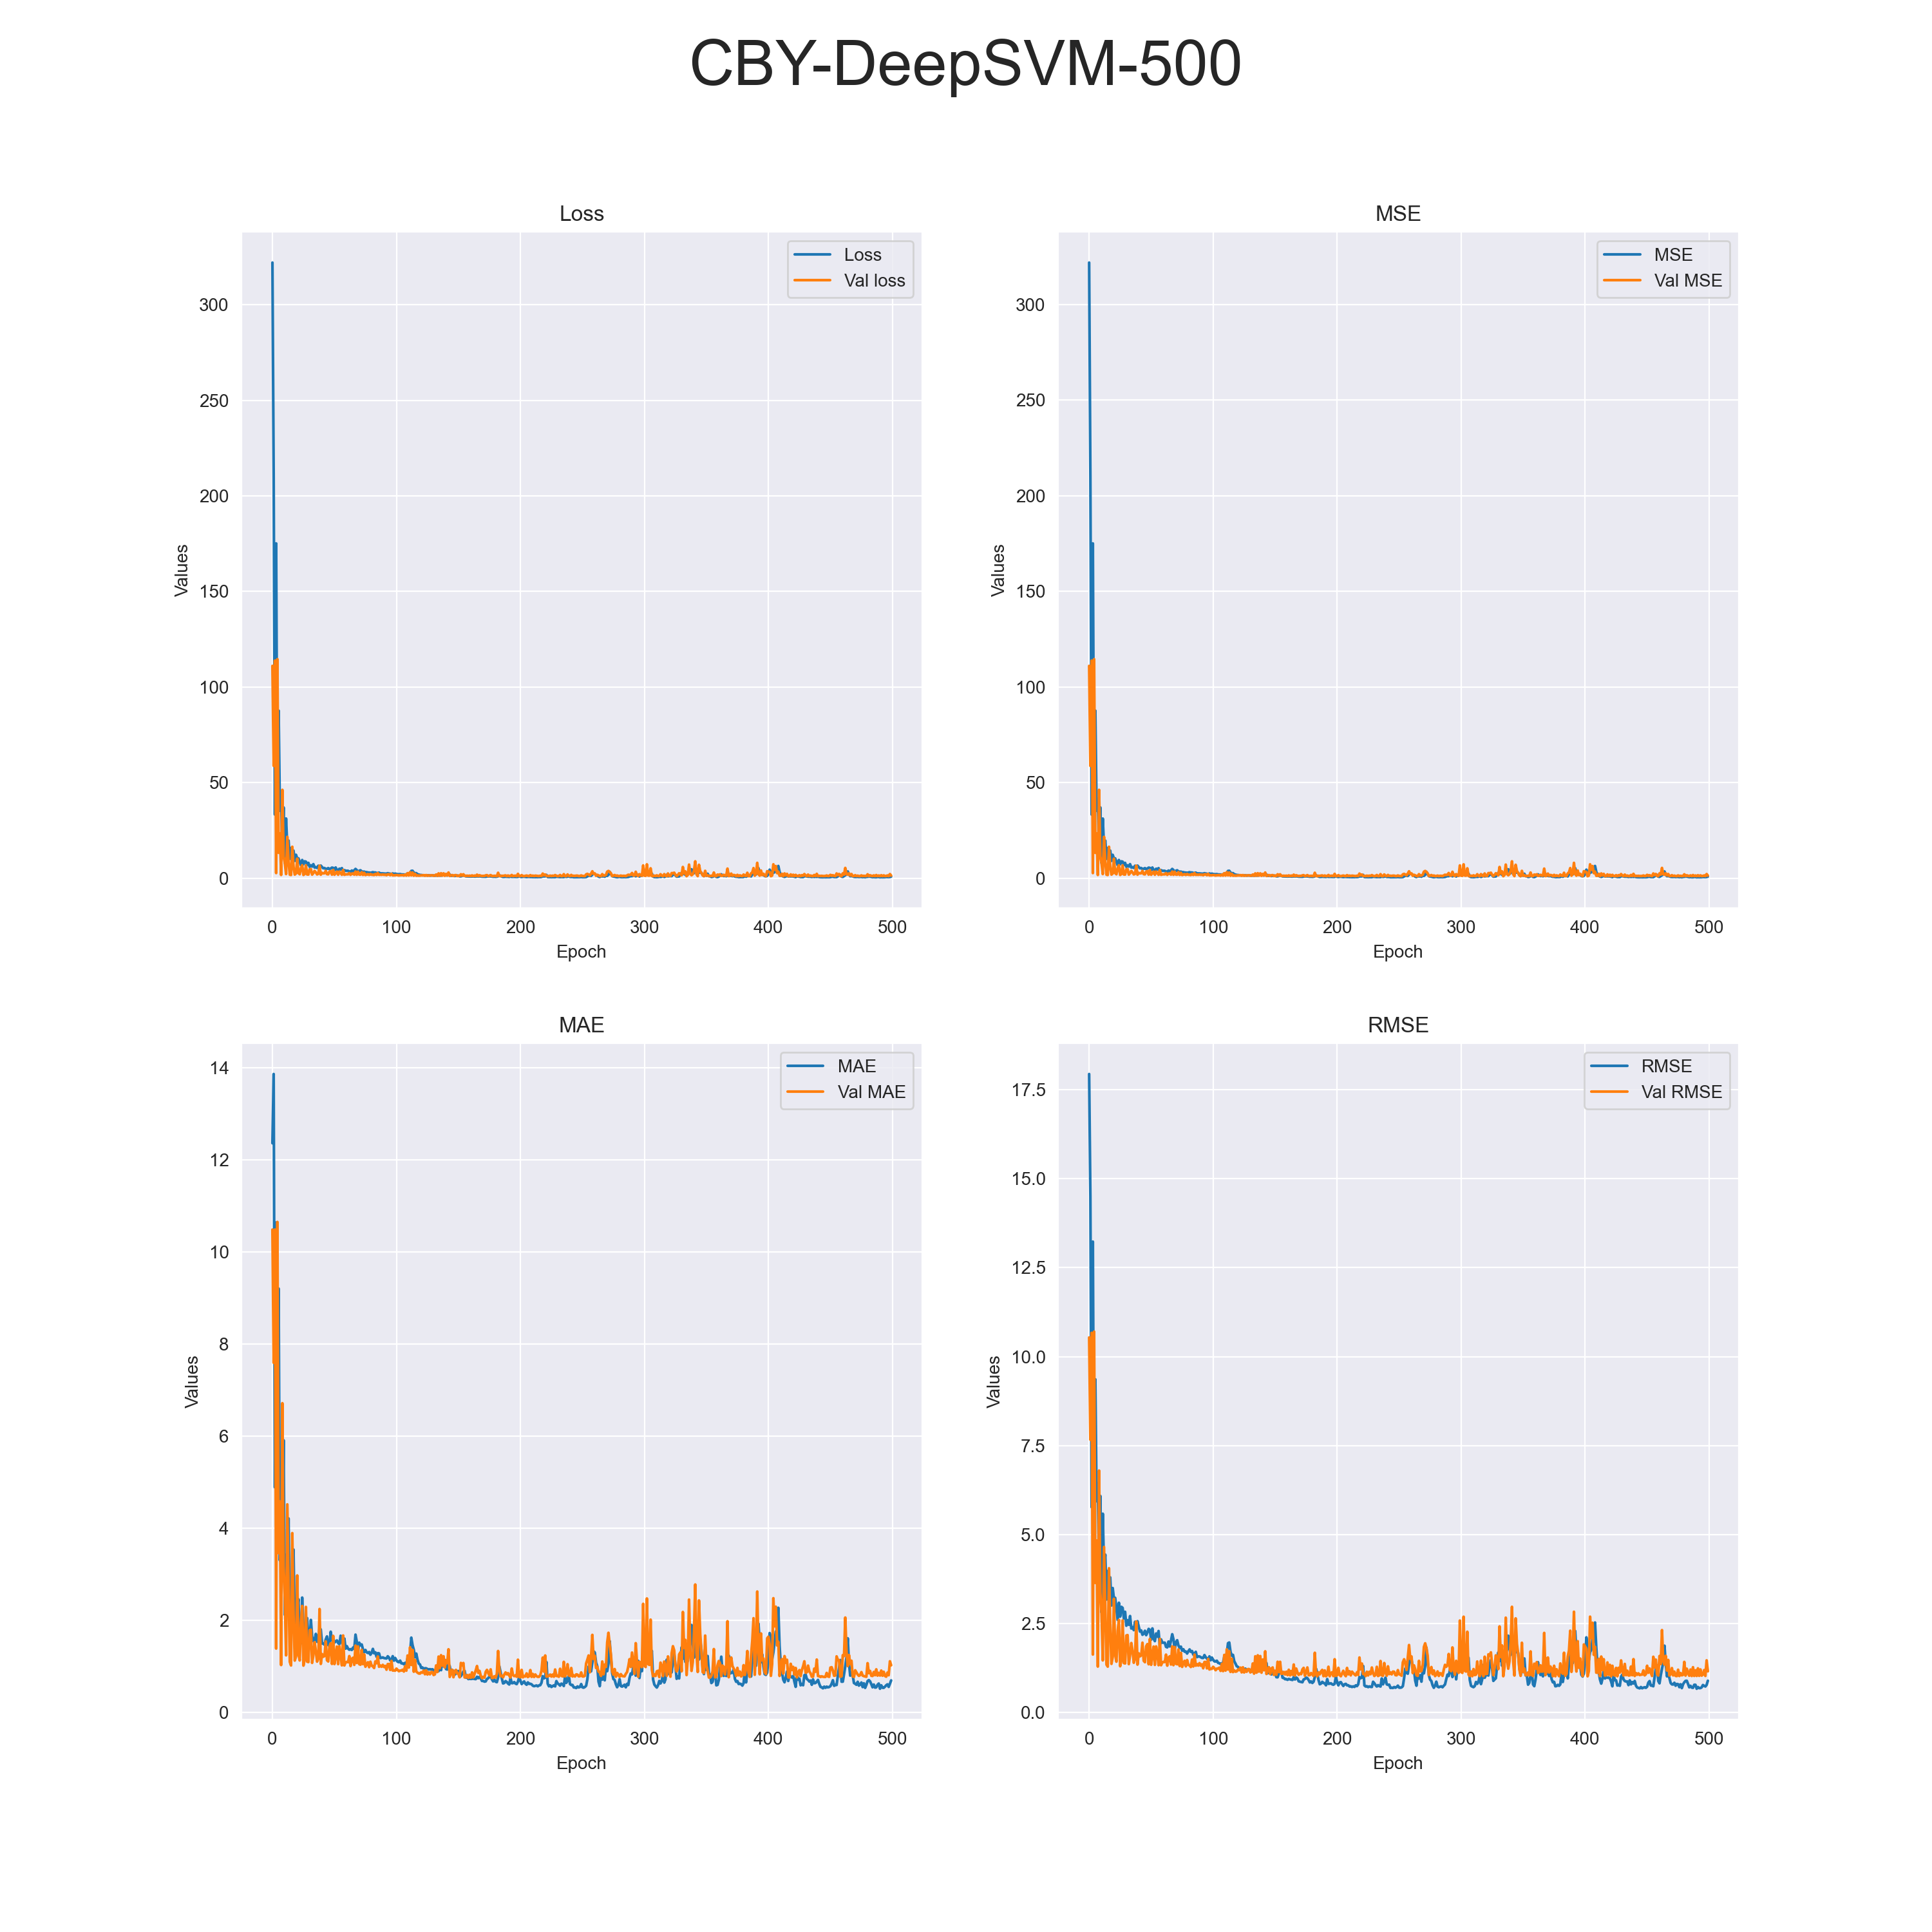 CBY-DeepSVM-500
Loss
Loss
Val loss
300
250
200
150
100
50
0
Values
0 100 200 300 400 500
Epoch
MSE
MSE
Val MSE
300
250
200
150
100
50
0
Values
0 100 200 300 400 500
Epoch
MAE
MAE
Val MAE
14
12
10
8
6
4
2
0
Values
0 100 200 300 400 500
Epoch
RMSE
RMSE
Val RMSE
17.5
15.0
12.5
10.0
7.5
5.0
2.5
0.0
Values
0 100 200 300 400 500
Epoch